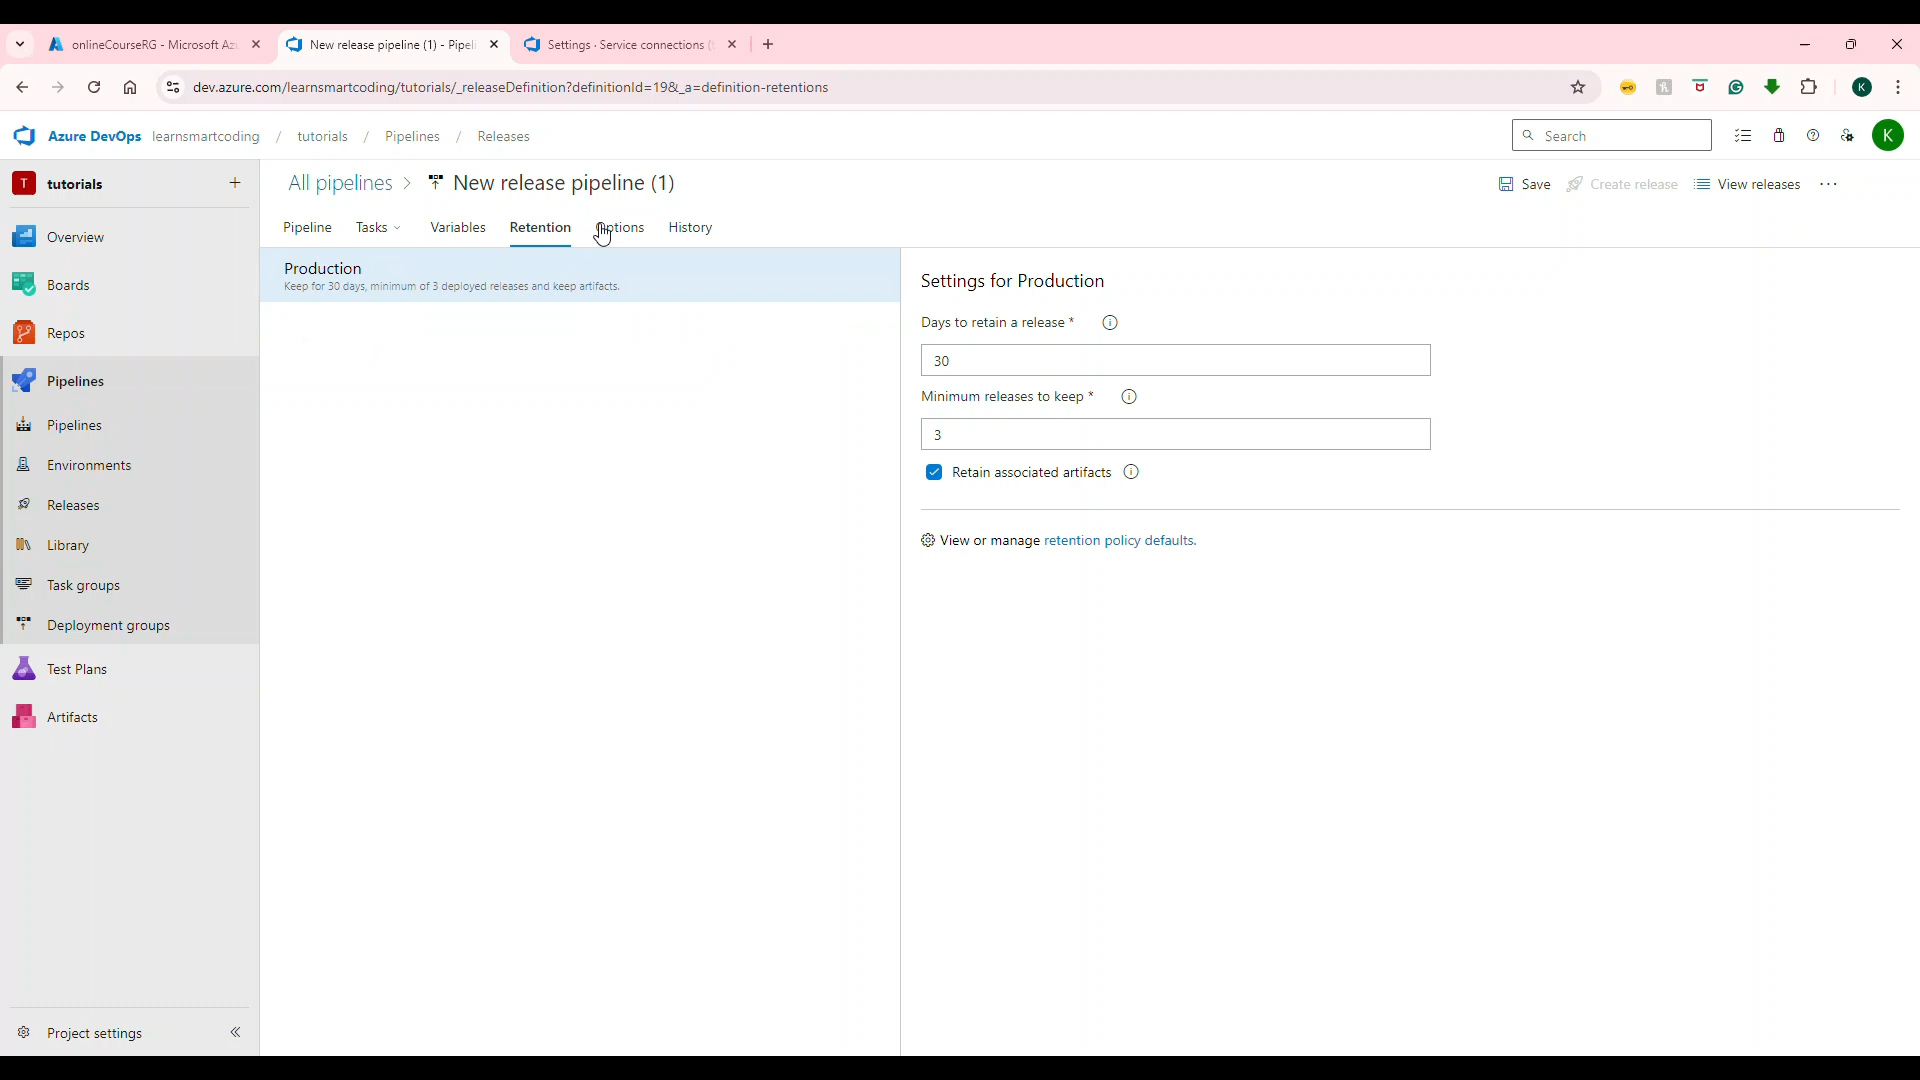 onlineCourseRG - Microsoft Az
New release pipeline (1) - Pipel
Settings · Service connections (
dev.azure.com/learnsmartcoding/tutorials/_releaseDefinition?definitionId=19&_a=definition-retentions
K
Azure DevOps learnsmartcoding / tutorials / Pipelines / Releases
Search
K
T tutorials
All pipelines > New release pipeline (1)
Save Create release View releases
Pipeline Tasks Variables Retention Options History
Overview
Boards
Repos
Pipelines
Pipelines
Environments
Releases
Library
Task groups
Deployment groups
Test Plans
Artifacts
Project settings
Production
Keep for 30 days, minimum of 3 deployed releases and keep artifacts.
Settings for Production
Days to retain a release *
30
Minimum releases to keep *
3
Retain associated artifacts
View or manage retention policy defaults.